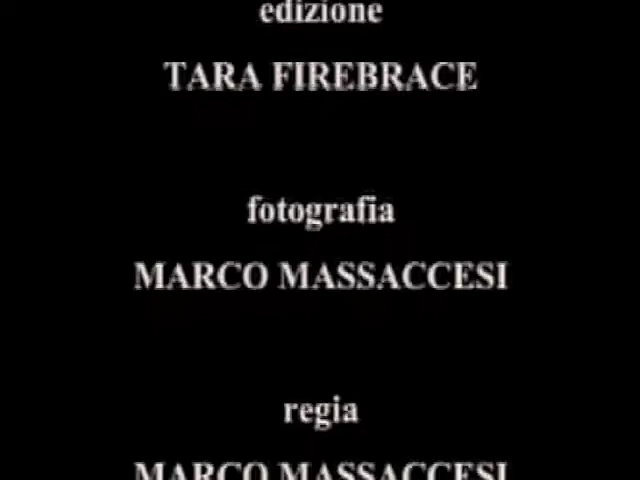 edizione
TARA FIREBRACE
fotografia
MARCO MASSACCESI
regia
MARCO MASSACCESI